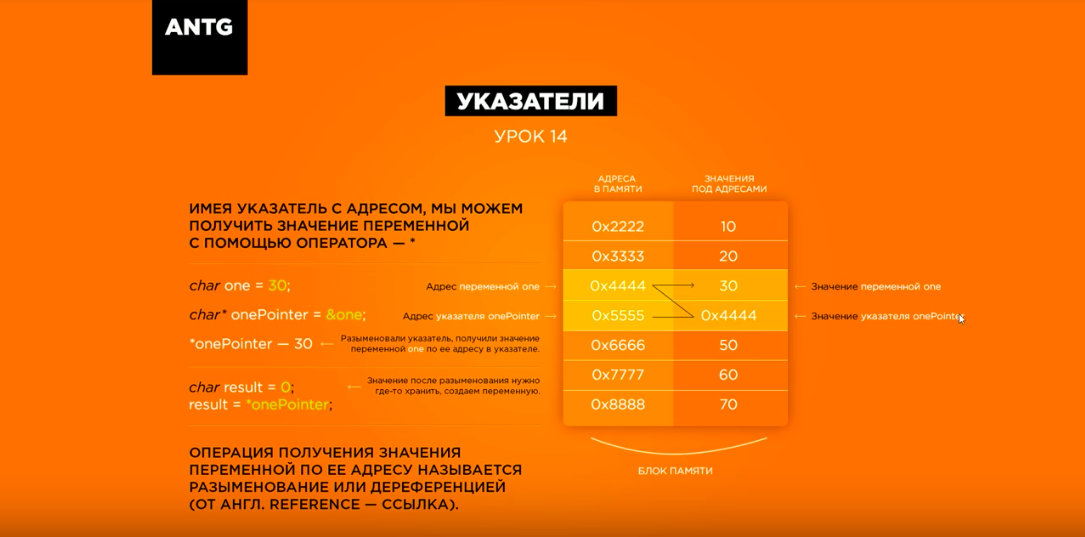 ANTG
УКАЗАТЕЛИ
УРОК 14
ИМЕЯ УКАЗАТЕЛЬ С АДРЕСОМ, МЫ МОЖЕМ
ПОЛУЧИТЬ ЗНАЧЕНИЕ ПЕРЕМЕННОЙ
С ПОМОЩЬЮ ОПЕРАТОРА — *
char one = 30;
char* onePointer = &one;
*onePointer — 30 ←
Разыменовали указатель, получили значение
переменной one по ее адресу в указателе.
char result = 0;
result = *onePointer;
← Значение после разыменования нужно
где-то хранить, создаем переменную.
ОПЕРАЦИЯ ПОЛУЧЕНИЯ ЗНАЧЕНИЯ
ПЕРЕМЕННОЙ ПО ЕЕ АДРЕСУ НАЗЫВАЕТСЯ
РАЗЫМЕНОВАНИЕ ИЛИ ДЕРЕФЕРЕНЦИЕЙ
(ОТ АНГЛ. REFERENCE — ССЫЛКА).
АДРЕСА
В ПАМЯТИ
ЗНАЧЕНИЯ
ПОД АДРЕСАМИ
0x2222 10
0x3333 20
Адрес переменной one → 0x4444 30 ← Значение переменной one
Адрес указателя onePointer → 0x5555 0x4444 ← Значение указателя onePointer
0x6666 50
0x7777 60
0x8888 70
БЛОК ПАМЯТИ